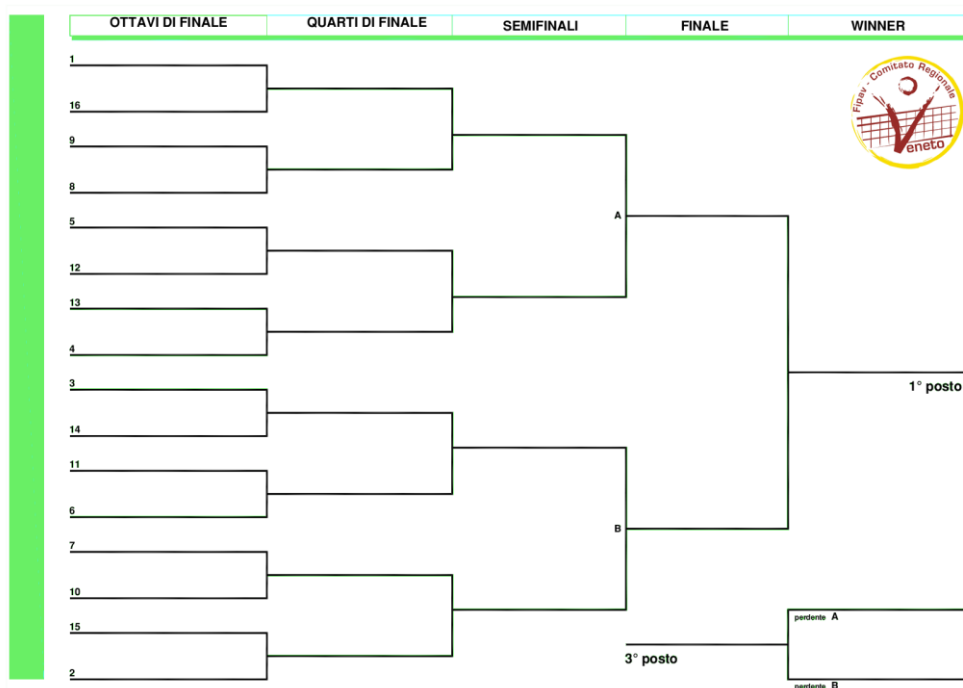 OTTAVI DI FINALE QUARTI DI FINALE SEMIFINALI FINALE WINNER
Fipav - Comitato Regionale
Veneto
1
16
9
8
5
A
12
13
4
1° posto
3
14
11
6
B
7
10
perdente A
15
3° posto
2
perdente B